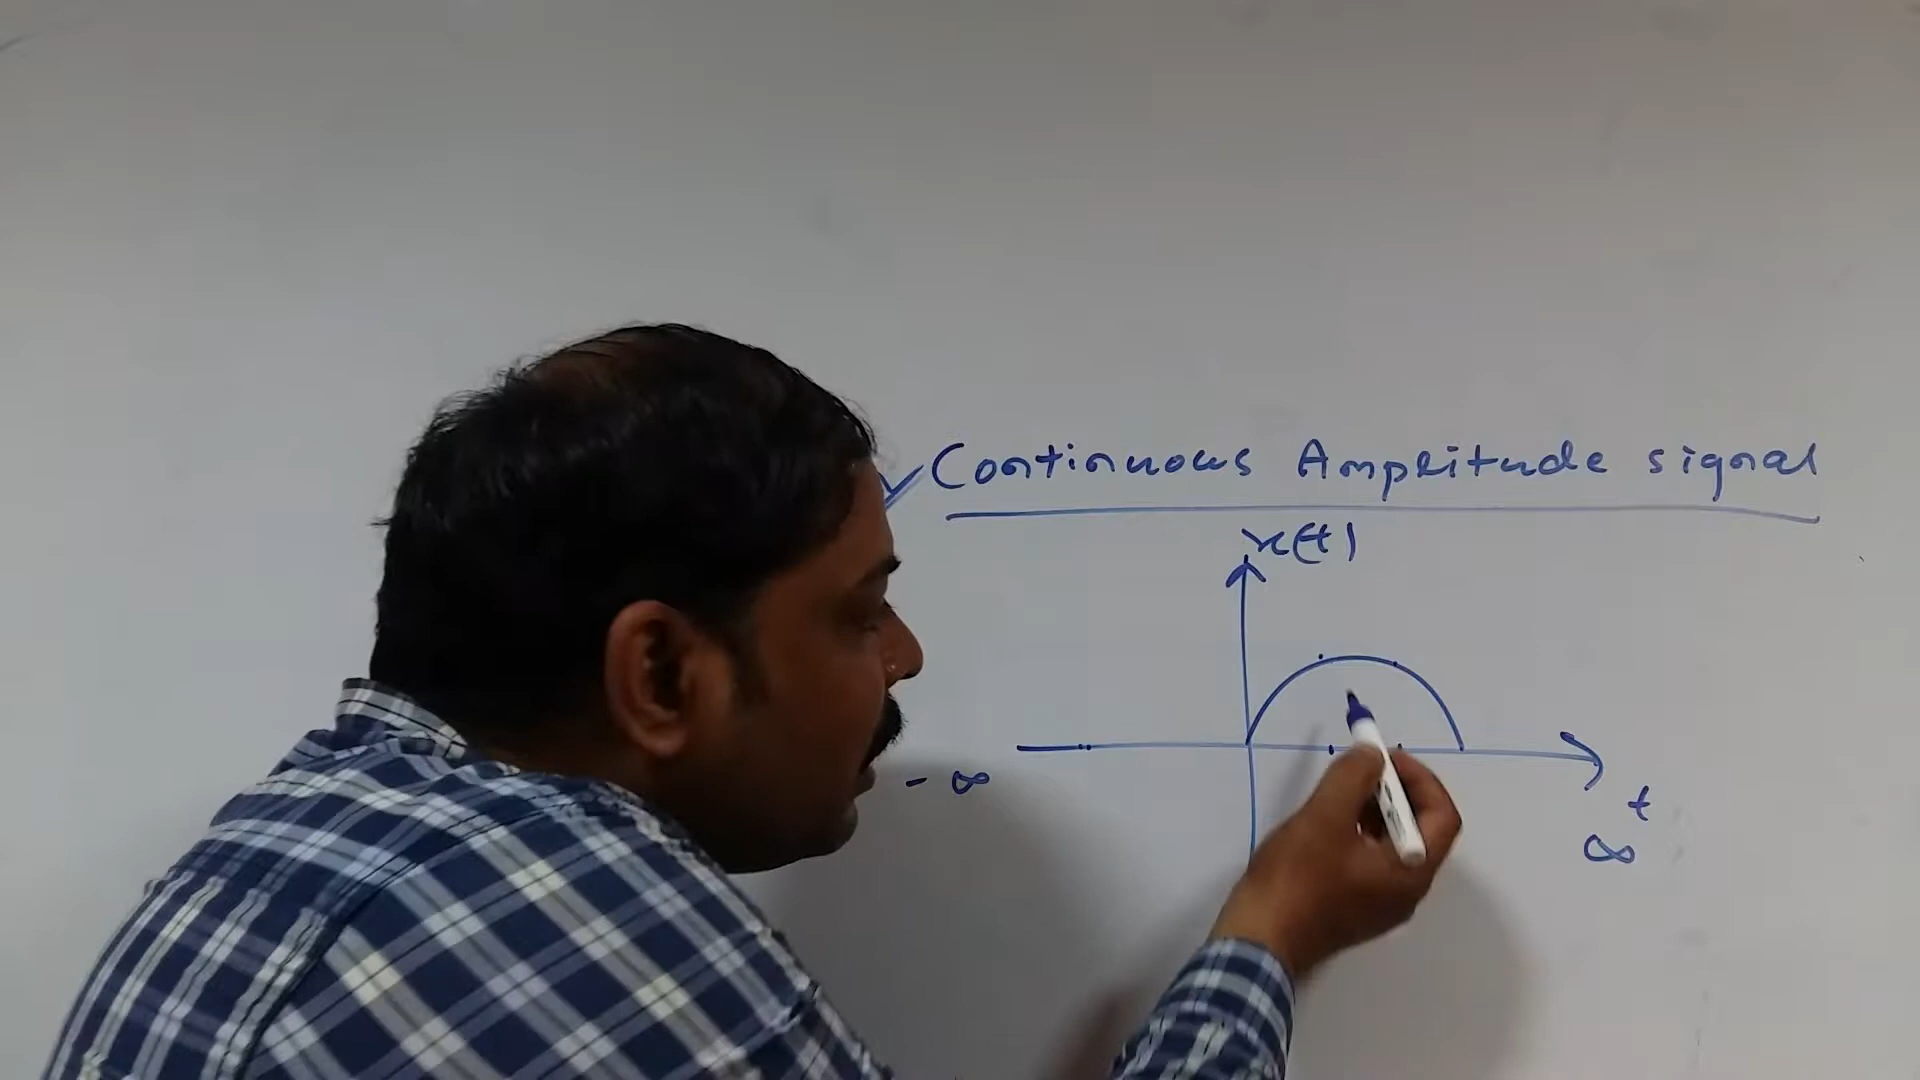 Continuous Amplitude signal
x(t)
- ∞
t
∞